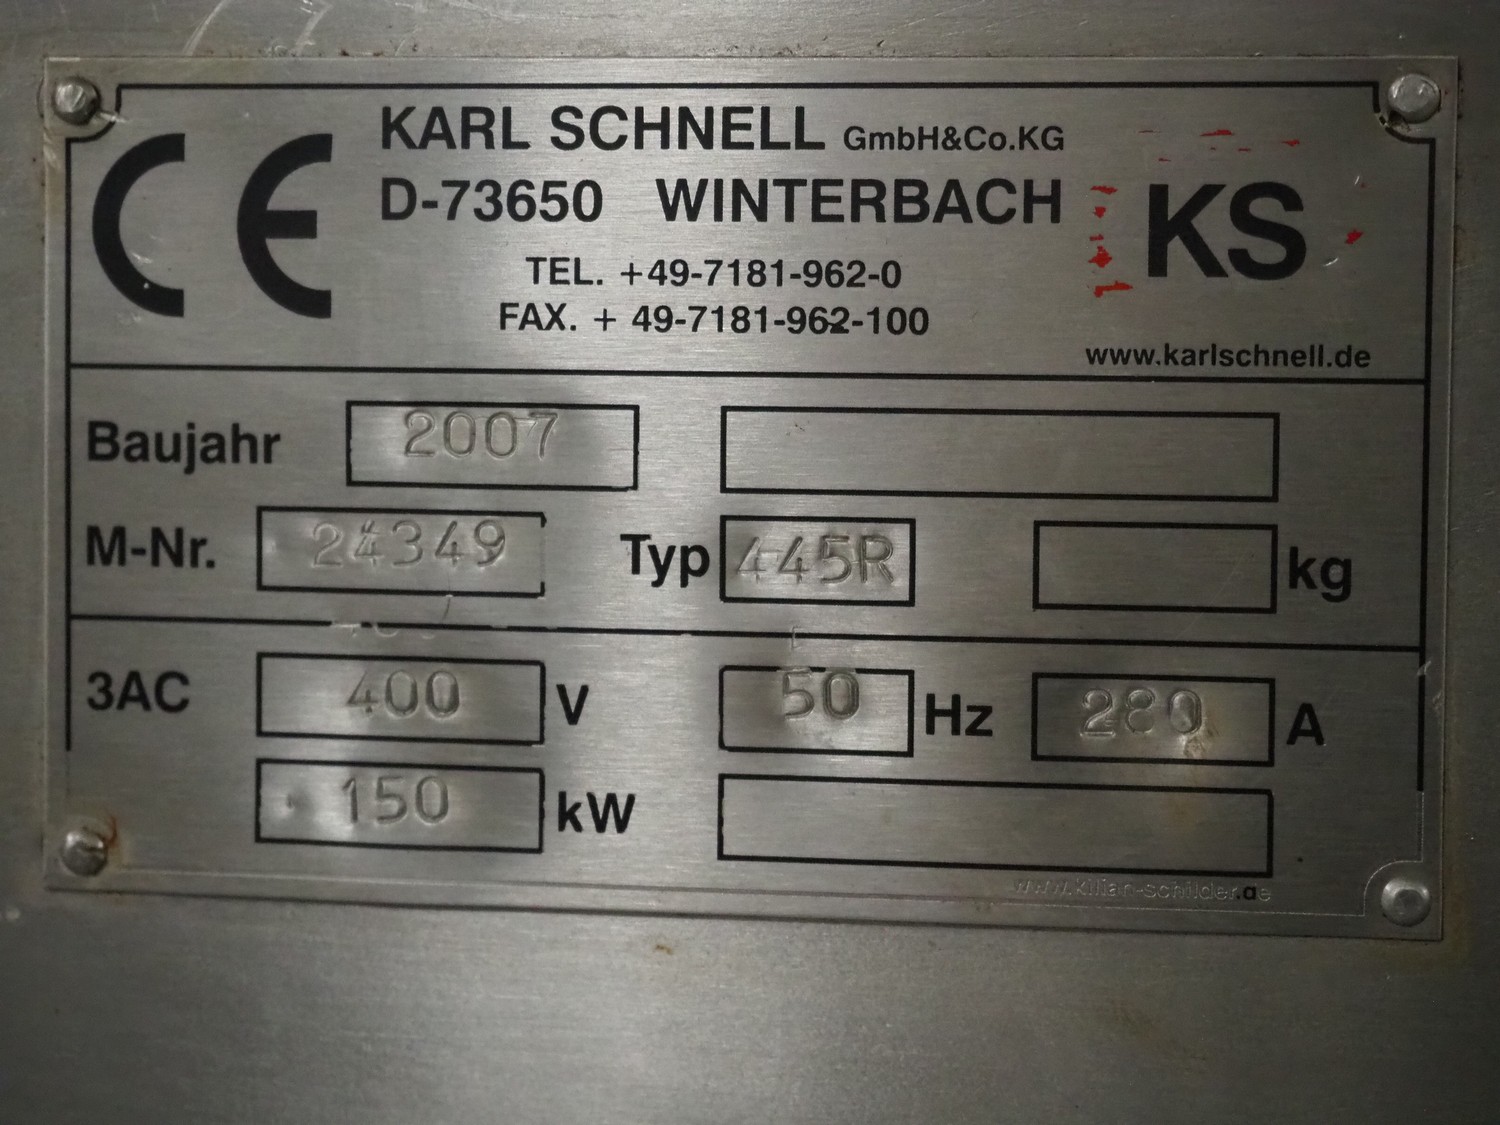 CE
KARL SCHNELL GmbH&Co.KG
D-73650 WINTERBACH
KS
TEL. +49-7181-962-0
FAX. + 49-7181-962-100
www.karlschnell.de
Baujahr 2007
M-Nr. 24349 Typ 445R kg
3AC 400 V 50 Hz 280 A
150 kW
www.kilian-schilder.de